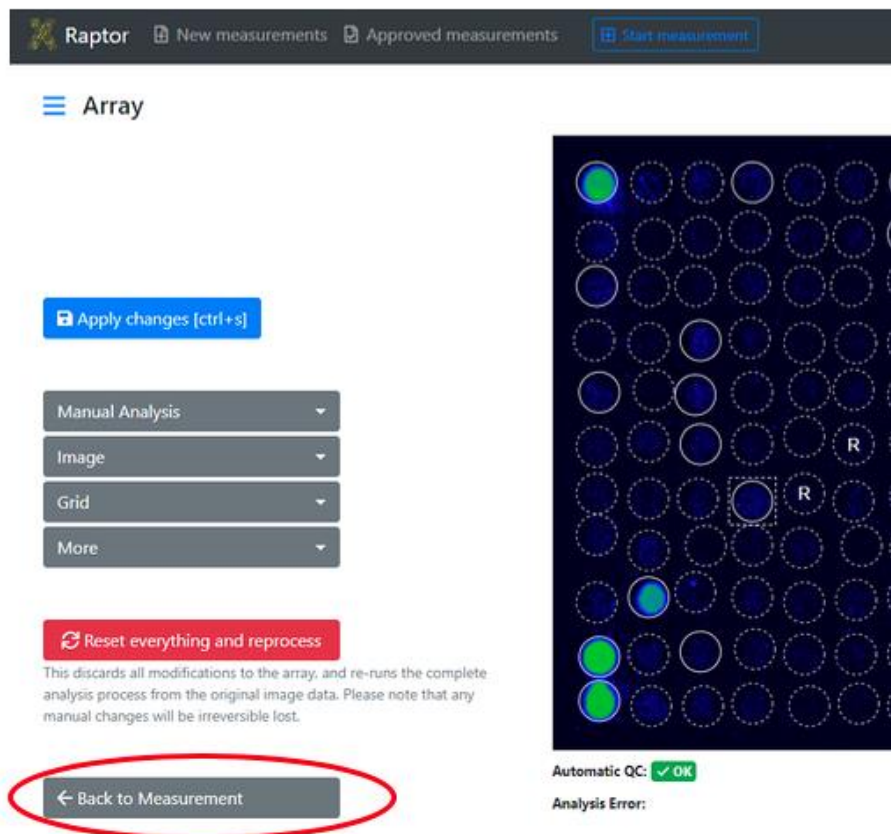 Raptor New measurements Approved measurements Start measurement
Array
Apply changes [ctrl+s]
Manual Analysis
Image
Grid
More
R
R
Reset everything and reprocess
This discards all modifications to the array, and re-runs the complete
analysis process from the original image data. Please note that any
manual changes will be irreversible lost.
Back to Measurement
Automatic QC: OK
Analysis Error: